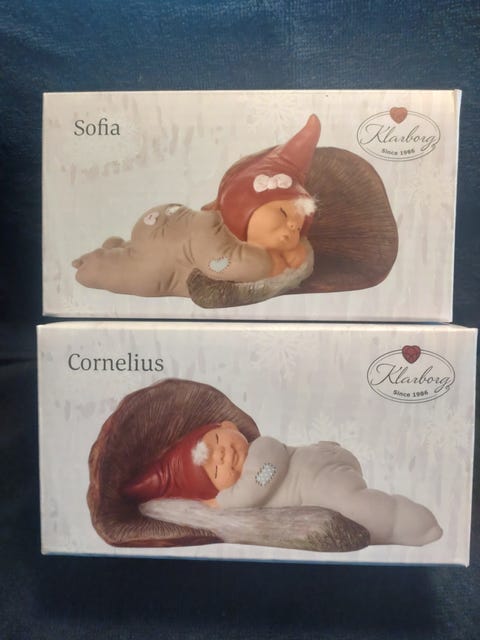 Sofia
Klarborg
Since 1986
Cornelius
Klarborg
Since 1986